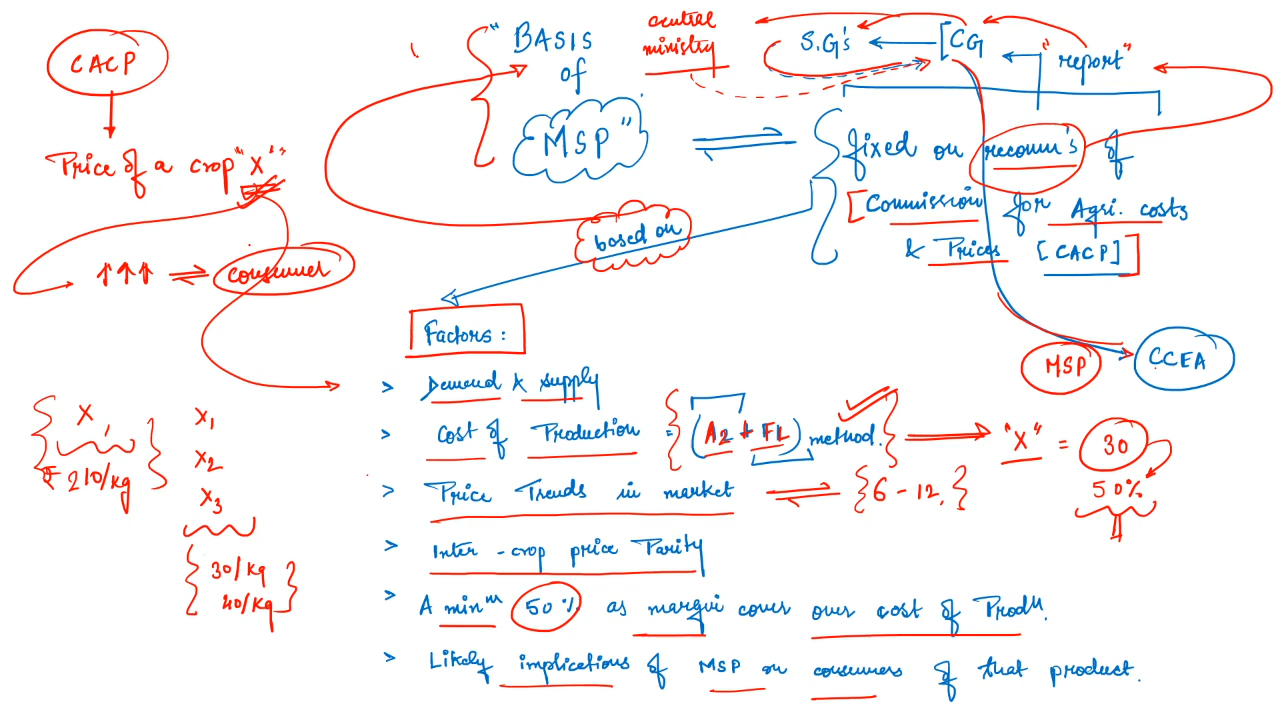 CACP
Price of a crop "X"
↑↑↑ ⇌ consumer
"BASIS
of
MSP"
central
ministry
S.G's ← [CG
"report"
fixed on recomm's of
[Commission for Agri. costs
& Prices [CACP]]
based on
MSP
CCEA
Factors:
> Demand & supply
> Cost of Production = (A2 + FL) method. → "X" = 30
50%
> Price Trends in market ⇌ {6-12,}
> Inter-crop price Parity
> A minᵐ 50% as margin cover over cost of Prodⁿ.
> Likely implications of MSP on consumers of that product.
X,
₹210/kg
X1
X2
X3
30/kg
40/kg